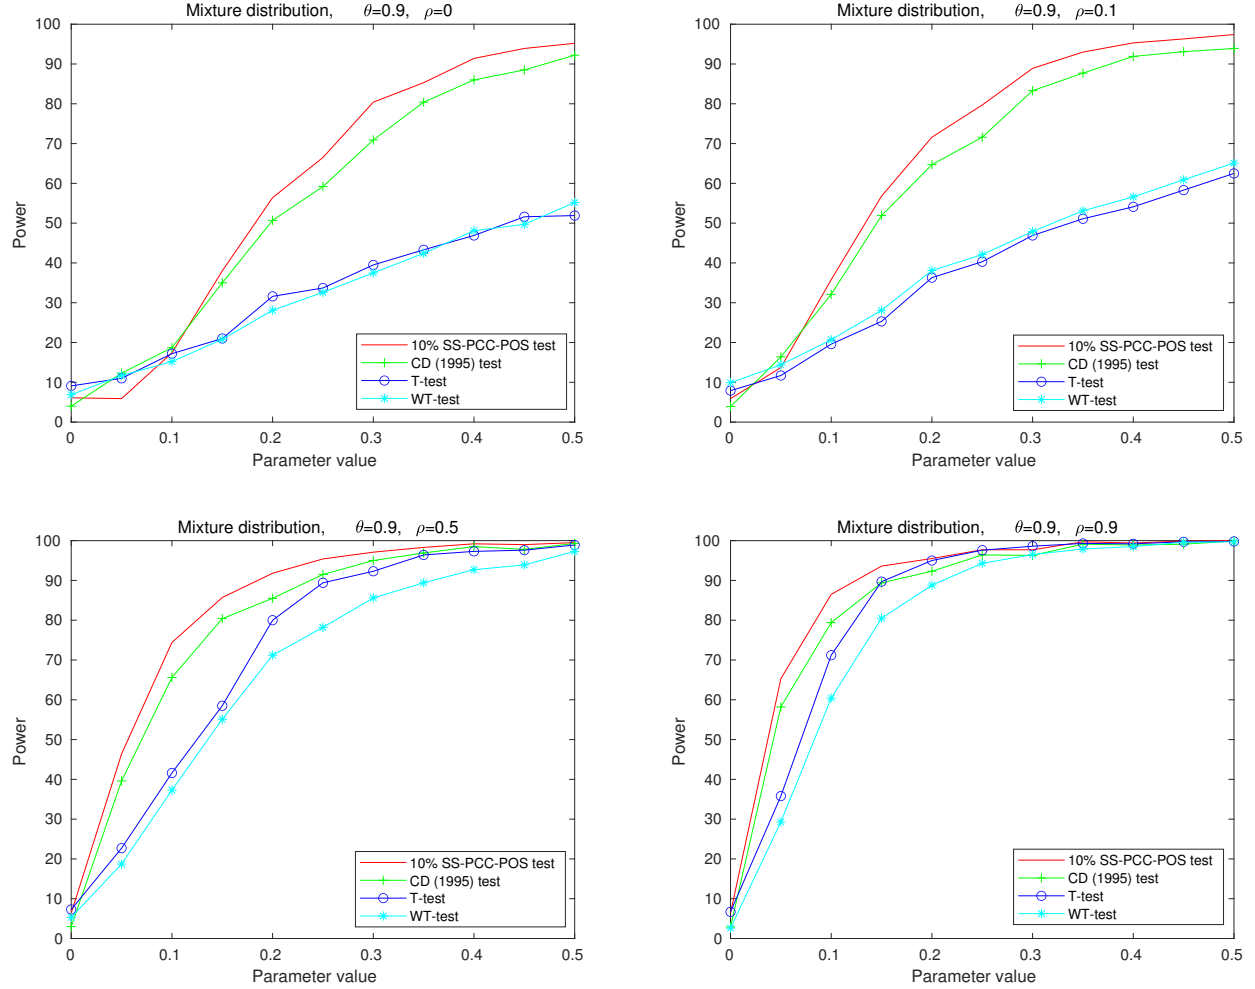 Mixture distribution, θ=0.9, ρ=0
100
90
80
70
60
50
40
30
20
10
0
Power
0 0.1 0.2 0.3 0.4 0.5
Parameter value
10% SS-PCC-POS test
CD (1995) test
T-test
WT-test
Mixture distribution, θ=0.9, ρ=0.1
100
90
80
70
60
50
40
30
20
10
0
Power
0 0.1 0.2 0.3 0.4 0.5
Parameter value
10% SS-PCC-POS test
CD (1995) test
T-test
WT-test
Mixture distribution, θ=0.9, ρ=0.5
100
90
80
70
60
50
40
30
20
10
0
Power
0 0.1 0.2 0.3 0.4 0.5
Parameter value
10% SS-PCC-POS test
CD (1995) test
T-test
WT-test
Mixture distribution, θ=0.9, ρ=0.9
100
90
80
70
60
50
40
30
20
10
0
Power
0 0.1 0.2 0.3 0.4 0.5
Parameter value
10% SS-PCC-POS test
CD (1995) test
T-test
WT-test